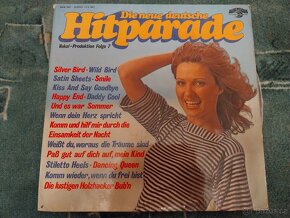 Die neue deutsche
Hitparade
Vokal-Produktion Folge 7
Silver Bird - Wild Bird
Satin Sheets - Smile
Kiss And Say Goodbye
Happy End - Daddy Cool
Und es war Sommer
Wenn dein Herz spricht
Komm und hilf mir durch die
Einsamkeit der Nacht
Weißt du, woraus die Träume sind
Paß gut auf dich auf, mein Kind
Stiletto Heels - Dancing Queen
Komm wieder, wenn du frei bist
Die lustigen Holzhacker Bub'n